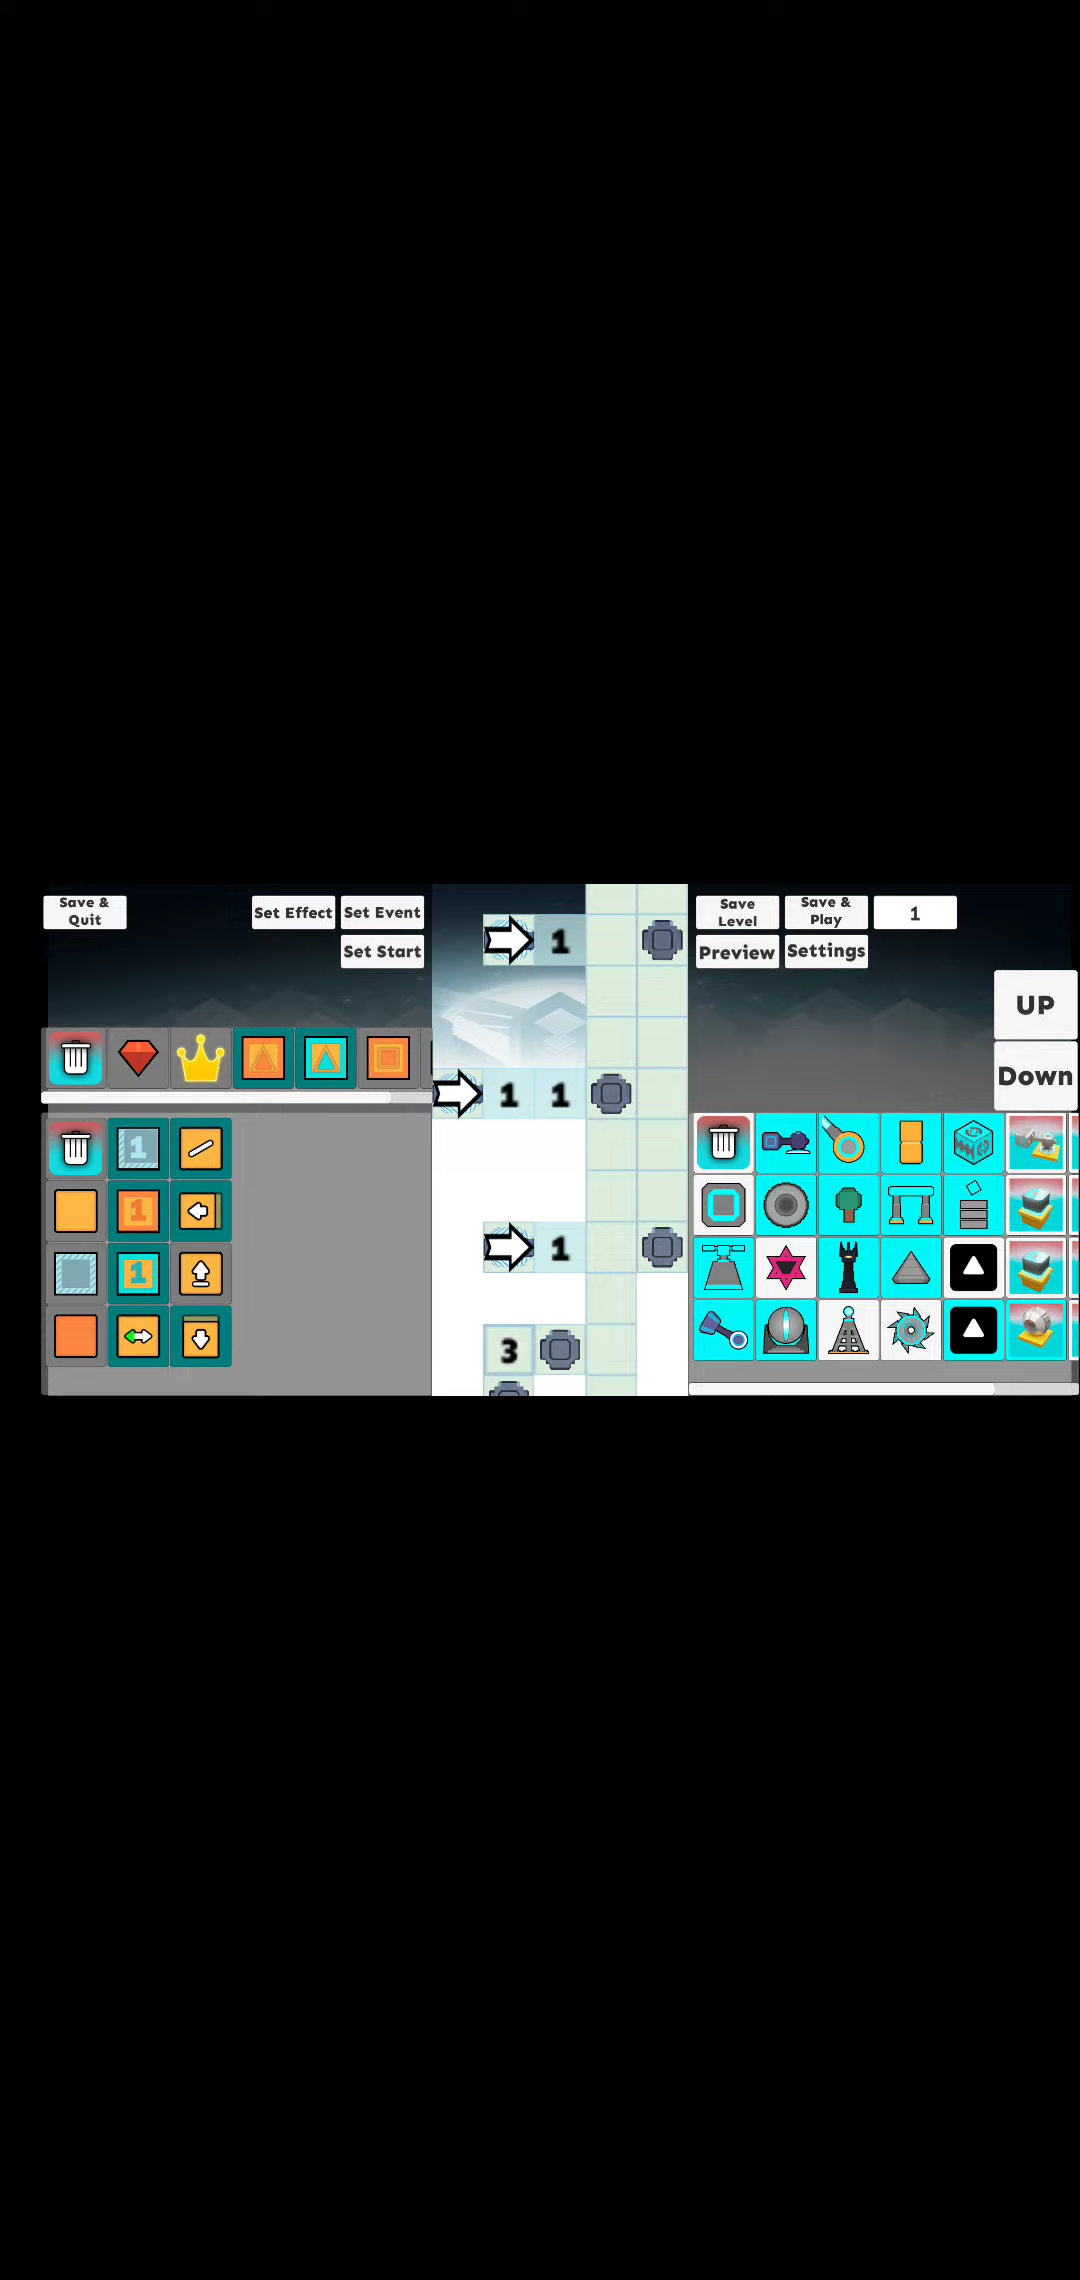 Save &
Quit
Set Effect
Set Event
Set Start
Save
Level
Save &
Play
1
Preview
Settings
UP
Down
1
1
1
1
3
1
1
1